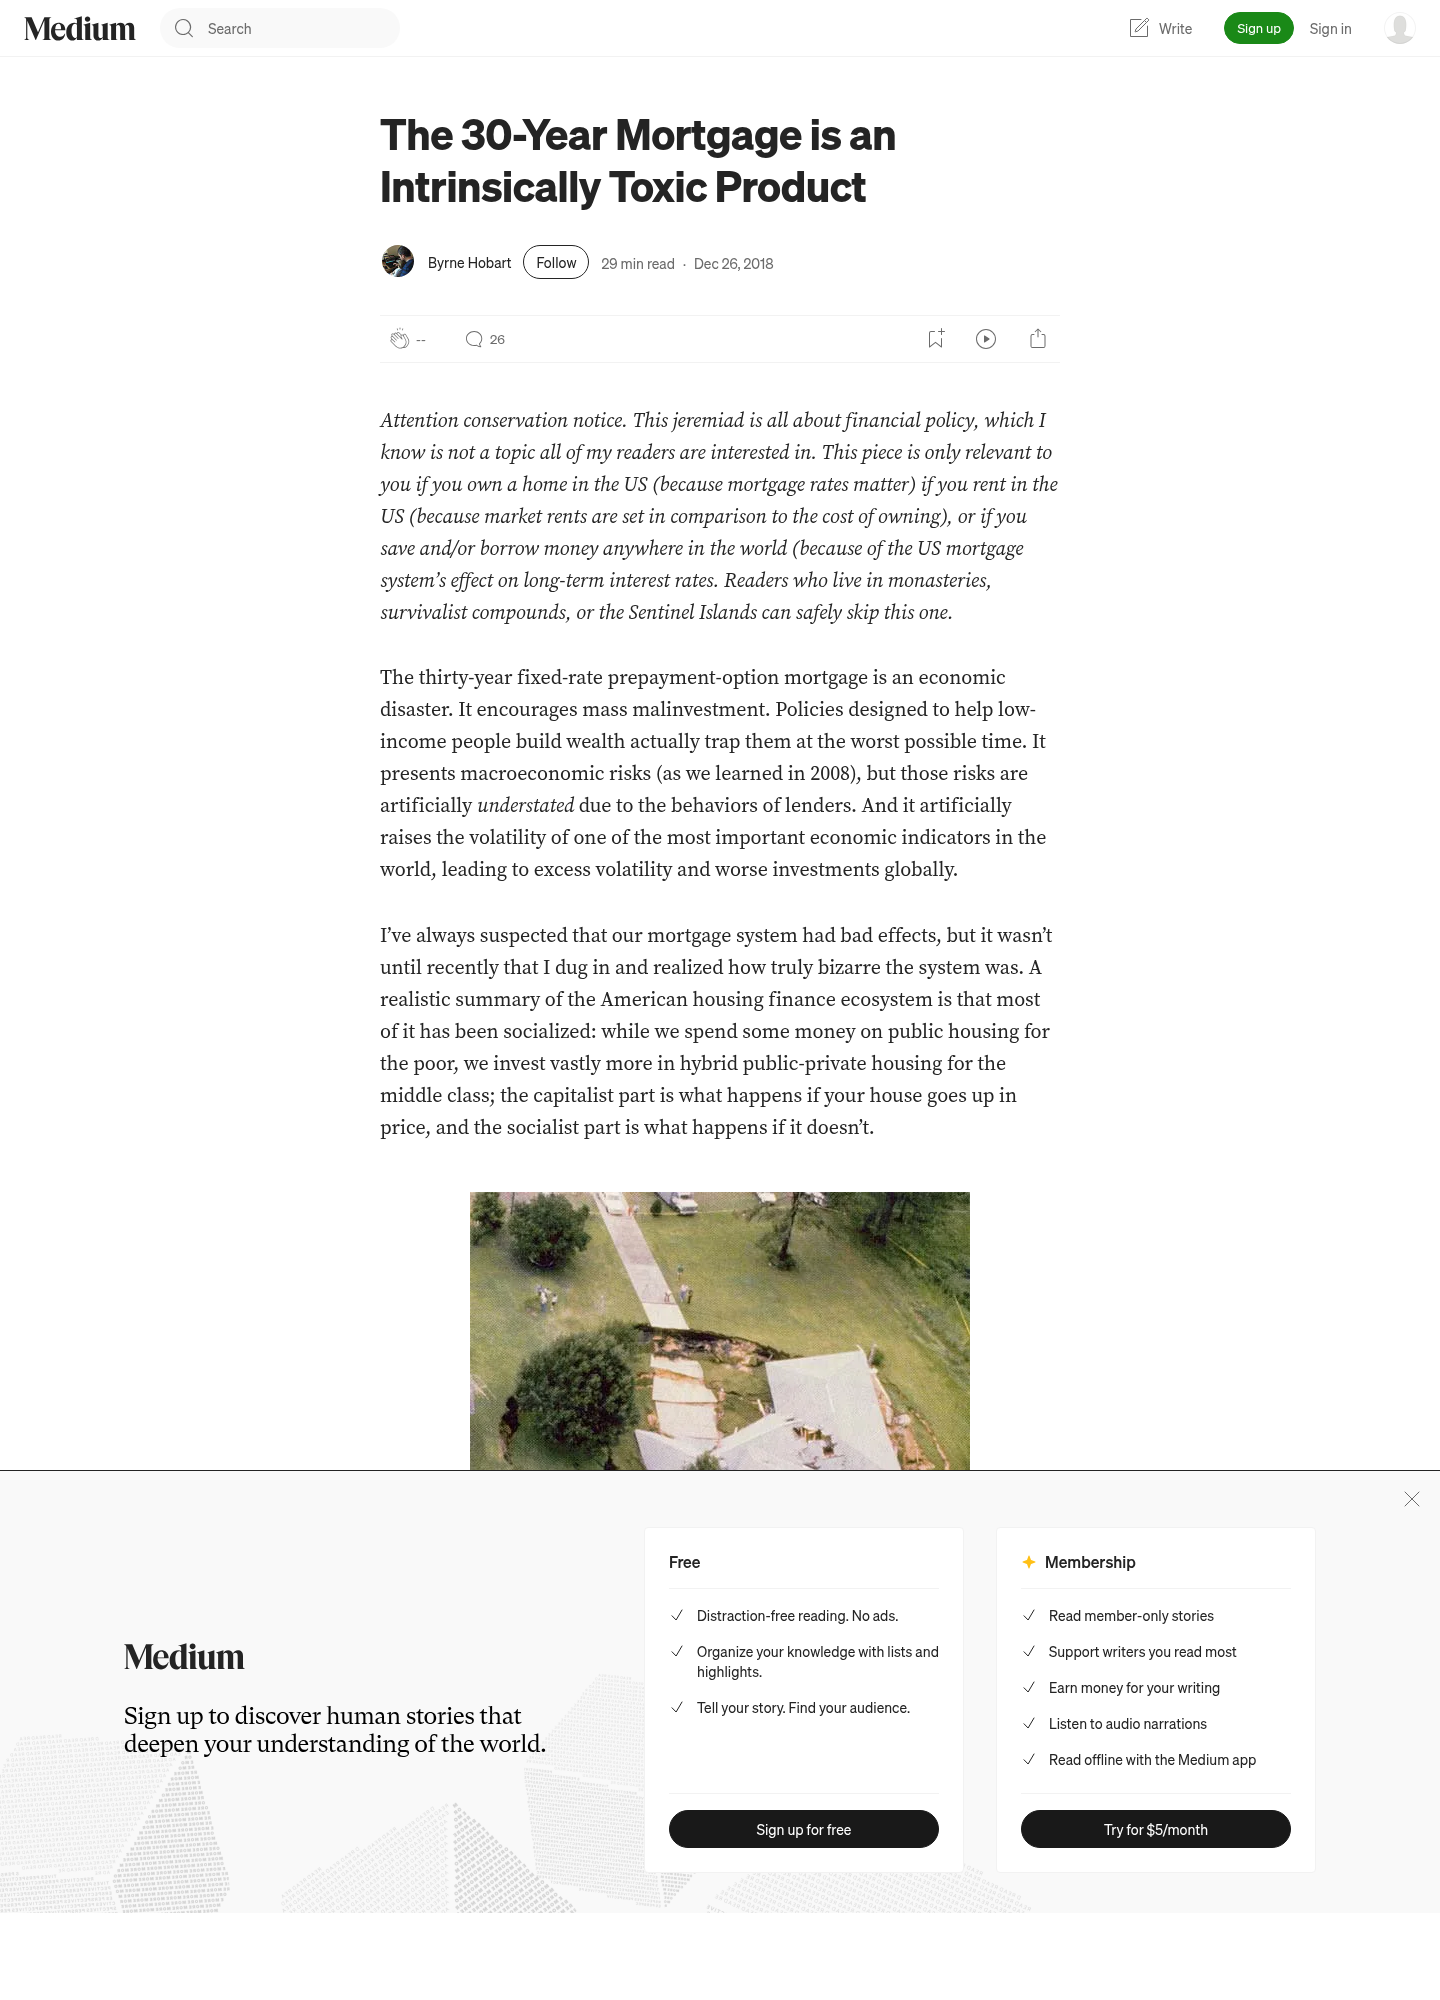 Medium
Search
Write
Sign up
Sign in
The 30-Year Mortgage is an
Intrinsically Toxic Product
Byrne Hobart
Follow
29 min read · Dec 26, 2018
--
26
Attention conservation notice. This jeremiad is all about financial policy, which I
know is not a topic all of my readers are interested in. This piece is only relevant to
you if you own a home in the US (because mortgage rates matter) if you rent in the
US (because market rents are set in comparison to the cost of owning), or if you
save and/or borrow money anywhere in the world (because of the US mortgage
system’s effect on long-term interest rates. Readers who live in monasteries,
survivalist compounds, or the Sentinel Islands can safely skip this one.
The thirty-year fixed-rate prepayment-option mortgage is an economic
disaster. It encourages mass malinvestment. Policies designed to help low-
income people build wealth actually trap them at the worst possible time. It
presents macroeconomic risks (as we learned in 2008), but those risks are
artificially understated due to the behaviors of lenders. And it artificially
raises the volatility of one of the most important economic indicators in the
world, leading to excess volatility and worse investments globally.
I’ve always suspected that our mortgage system had bad effects, but it wasn’t
until recently that I dug in and realized how truly bizarre the system was. A
realistic summary of the American housing finance ecosystem is that most
of it has been socialized: while we spend some money on public housing for
the poor, we invest vastly more in hybrid public-private housing for the
middle class; the capitalist part is what happens if your house goes up in
price, and the socialist part is what happens if it doesn’t.
Medium
Sign up to discover human stories that
deepen your understanding of the world.
Free
Distraction-free reading. No ads.
Organize your knowledge with lists and
highlights.
Tell your story. Find your audience.
Sign up for free
Membership
Read member-only stories
Support writers you read most
Earn money for your writing
Listen to audio narrations
Read offline with the Medium app
Try for $5/month